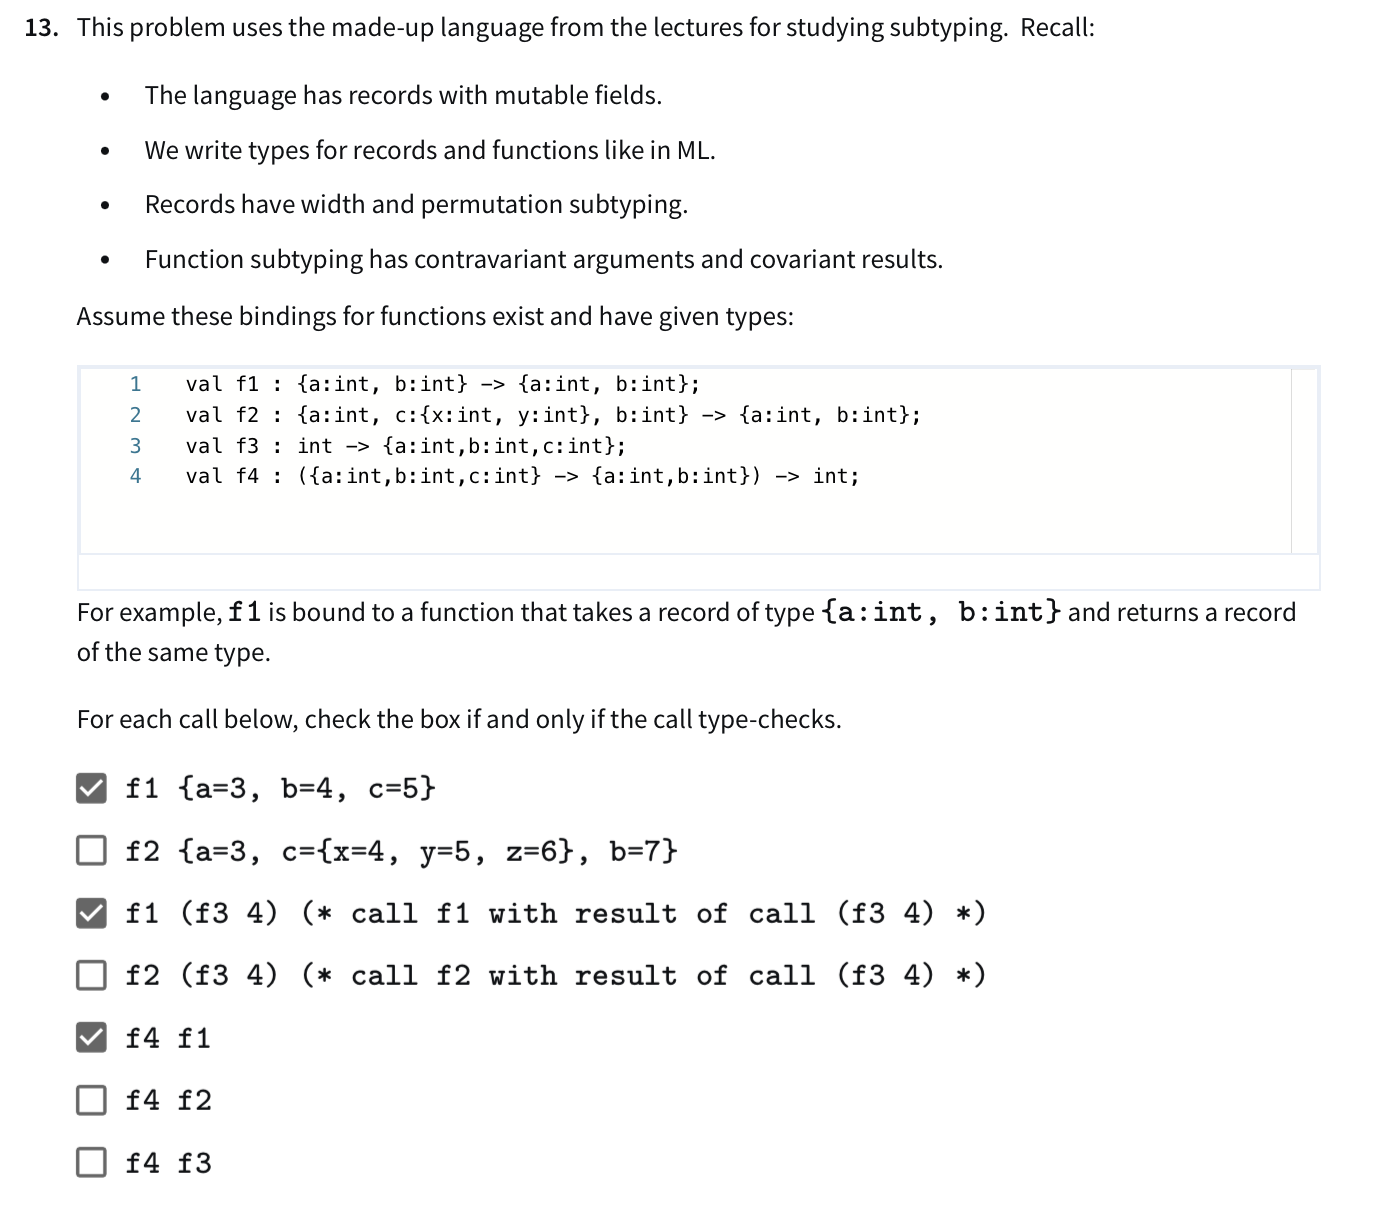 13. This problem uses the made-up language from the lectures for studying subtyping. Recall:
• The language has records with mutable fields.
• We write types for records and functions like in ML.
• Records have width and permutation subtyping.
• Function subtyping has contravariant arguments and covariant results.
Assume these bindings for functions exist and have given types:
1 val f1 : {a:int, b:int} -> {a:int, b:int};
2 val f2 : {a:int, c:{x:int, y:int}, b:int} -> {a:int, b:int};
3 val f3 : int -> {a:int,b:int,c:int};
4 val f4 : ({a:int,b:int,c:int} -> {a:int,b:int}) -> int;
For example, f1 is bound to a function that takes a record of type {a:int, b:int} and returns a record
of the same type.
For each call below, check the box if and only if the call type-checks.
f1 {a=3, b=4, c=5}
f2 {a=3, c={x=4, y=5, z=6}, b=7}
f1 (f3 4) (* call f1 with result of call (f3 4) *)
f2 (f3 4) (* call f2 with result of call (f3 4) *)
f4 f1
f4 f2
f4 f3